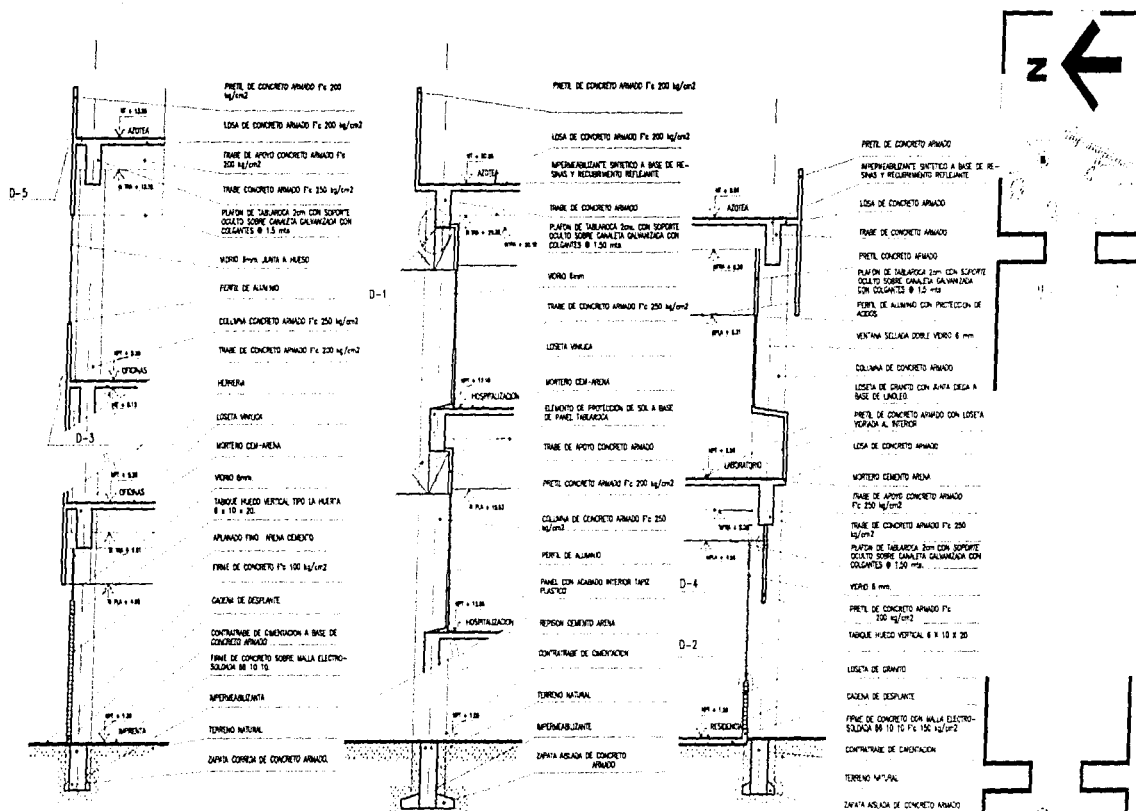 PRETIL DE CONCRETO ARMADO F'c 200
kg/cm2
LOSA DE CONCRETO ARMADO F'c 200 kg/cm2
TRABE DE APOYO CONCRETO ARMADO F'c
200 kg/cm2
TRABE CONCRETO ARMADO F'c 250 kg/cm2
PLAFON DE TABLAROCA 2cm CON SOPORTE
OCULTO SOBRE CANALETA GALVANIZADA CON
COLGANTES @ 1.5 mts
VIDRIO 9mm. JUNTA A HUESO
PERFIL DE ALUMINIO
COLUMNA CONCRETO ARMADO F'c 250 kg/cm2
TRABE DE CONCRETO ARMADO F'c 200 kg/cm2
HERRERIA
LOSETA VINILICA
MORTERO CEM-ARENA
VIDRIO 6mm.
TABIQUE HUECO VERTICAL TIPO LA HUERTA
6 x 10 x 20.
APLANADO FINO ARENA CEMENTO
FIRME DE CONCRETO F'c 100 kg/cm2
CADENA DE DESPLANTE
CONTRATRABE DE CIMENTACION A BASE DE
CONCRETO ARMADO
FIRME DE CONCRETO SOBRE MALLA ELECTRO-
SOLDADA 66 10 10.
IMPERMEABILIZANTA
TERRENO NATURAL
ZAPATA CORRIDA DE CONCRETO ARMADO.
D-5
AZOTEA
OFICINAS
D-3
OFICINAS
IMPRENTA
PRETIL DE CONCRETO ARMADO F'c 200 kg/cm2
LOSA DE CONCRETO ARMADO F'c 200 kg/cm2
IMPERMEABILIZANTE SINTETICO A BASE DE RE-
SINAS Y RECUBRIMIENTO REFLEJANTE
TRABE DE CONCRETO ARMADO
PLAFON DE TABLAROCA 2cm. CON SOPORTE
OCULTO SOBRE CANALETA GALVANIZADA CON
COLGANTES @ 1.50 mts
VIDRIO 6mm
TRABE DE CONCRETO ARMADO F'c 250 kg/cm2
LOSETA VINILICA
MORTERO CEM-ARENA
ELEMENTO DE PROTECCION DE SOL A BASE
DE PANEL TABLAROCA
TRABE DE APOYO CONCRETO ARMADO
PRETIL CONCRETO ARMADO F'c 200 kg/cm2
COLUMNA DE CONCRETO ARMADO F'c 250
kg/cm2
PERFIL DE ALUMINIO
PANEL CON ACABADO INTERIOR TAPIZ
PLASTICO
REPISON CEMENTO ARENA
CONTRATRABE DE CIMENTACION
TERRENO NATURAL
IMPERMEABILIZANTE
ZAPATA AISLADA DE CONCRETO
ARMADO
AZOTEA
D-1
HOSPITALIZACION
HOSPITALIZACION
PRETIL DE CONCRETO ARMADO
IMPERMEABILIZANTE SINTETICO A BASE DE RE-
SINAS Y RECUBRIMIENTO REFLEJANTE
LOSA DE CONCRETO ARMADO
TRABE DE CONCRETO ARMADO
PRETIL CONCRETO ARMADO
PLAFON DE TABLAROCA 2cm CON SOPORTE
OCULTO SOBRE CANALETA GALVANIZADA
CON COLGANTES @ 1.5 mts
PERFIL DE ALUMINIO CON PROTECCION DE
ACIDOS
VENTANA SELLADA DOBLE VIDRIO 6 mm
COLUMNA DE CONCRETO ARMADO
LOSETA DE GRANITO CON JUNTA CIEGA A
BASE DE LINOLEO.
PRETIL DE CONCRETO ARMADO CON LOSETA
VIDRIADA AL INTERIOR
LOSA DE CONCRETO ARMADO
MORTERO CEMENTO ARENA
TRABE DE APOYO CONCRETO ARMADO
F'c 250 kg/cm2
TRABE DE CONCRETO ARMADO F'c 250
kg/cm2
PLAFON DE TABLAROCA 2cm CON SOPORTE
OCULTO SOBRE CANALETA GALVANIZADA CON
COLGANTES @ 1.50 mts.
VIDRIO 6 mm.
PRETIL DE CONCRETO ARMADO F'c
200 kg/cm2
TABIQUE HUECO VERTICAL 6 X 10 X 20
LOSETA DE GRANITO
CADENA DE DESPLANTE
FIRME DE CONCRETO CON MALLA ELECTRO-
SOLDADA 66 10 10 F'c 150 kg/cm2
CONTRATRABE DE CIMENTACION
TERRENO NATURAL
ZAPATA AISLADA DE CONCRETO ARMADO
AZOTEA
LABORATORIO
D-4
D-2
RESIDENCIA
N